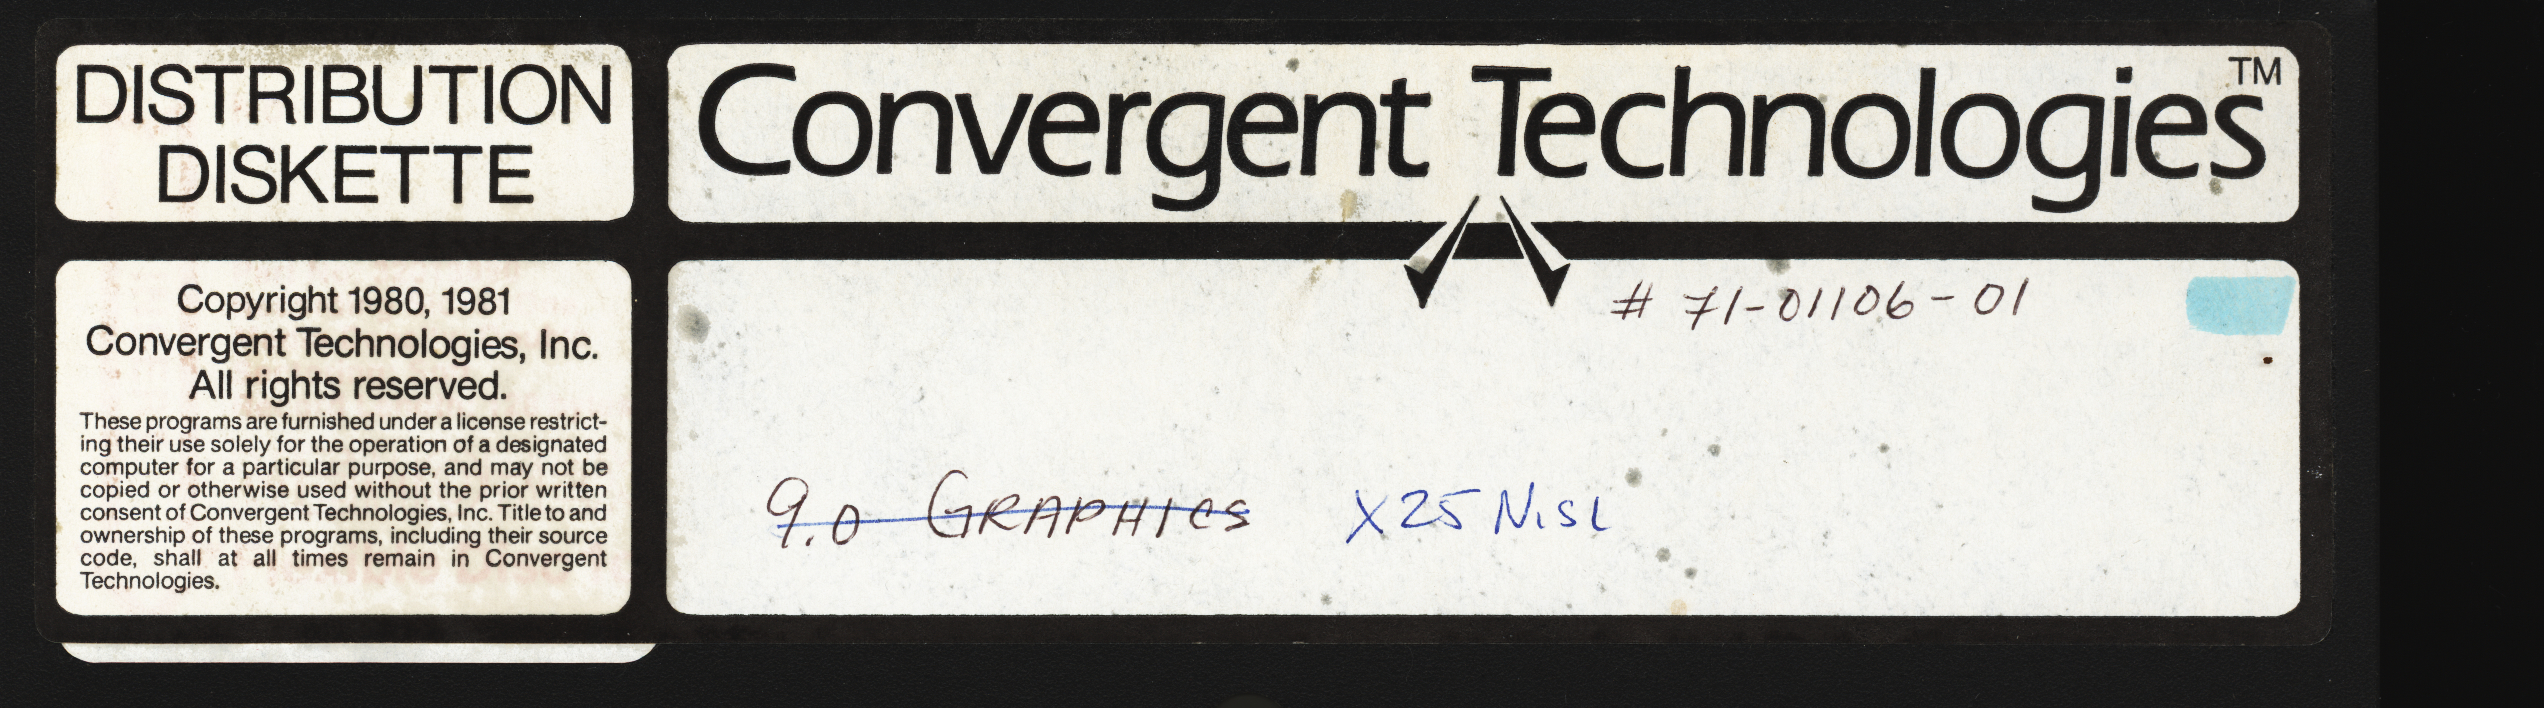 DISTRIBUTION
DISKETTE
Convergent Technologies™
Copyright 1980, 1981
Convergent Technologies, Inc.
All rights reserved.
These programs are furnished under a license restrict-
ing their use solely for the operation of a designated
computer for a particular purpose, and may not be
copied or otherwise used without the prior written
consent of Convergent Technologies, Inc. Title to and
ownership of these programs, including their source
code, shall at all times remain in Convergent
Technologies.
# 71-01106-01
9.0 GRAPHICS X25 NISL